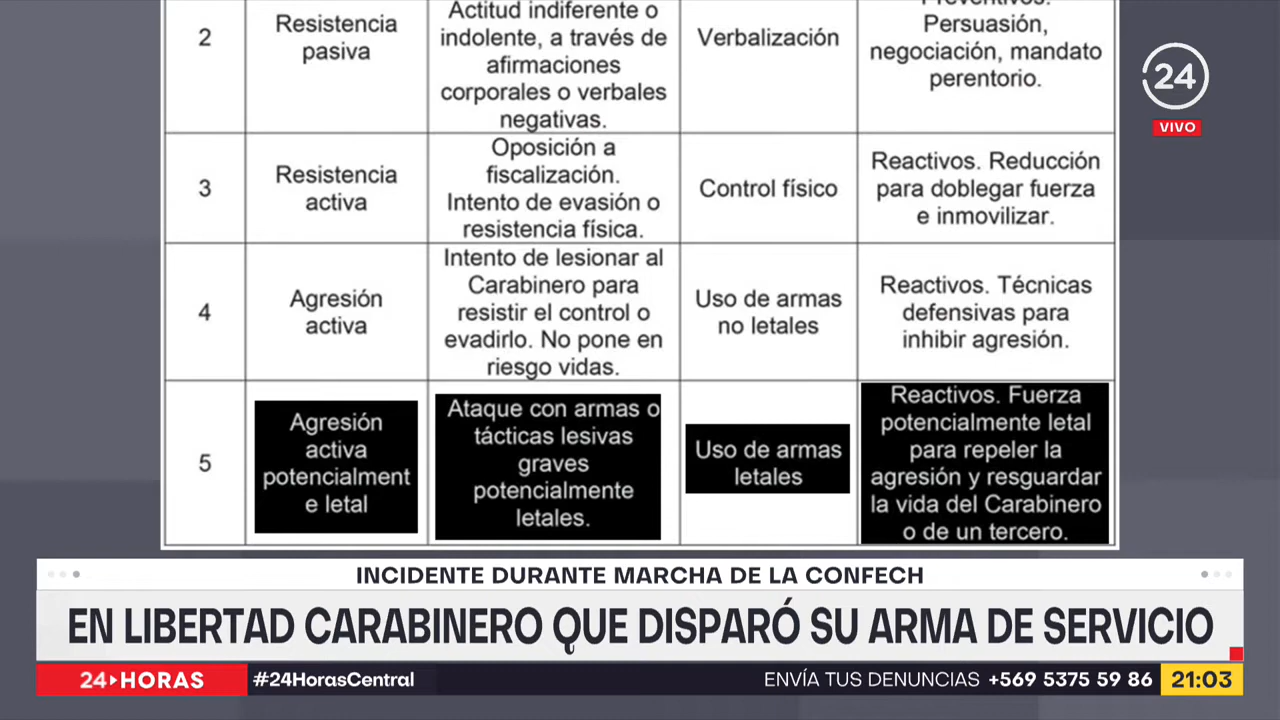 2
Resistencia
pasiva
Actitud indiferente o
indolente, a través de
afirmaciones
corporales o verbales
negativas.
Verbalización
Preventivos.
Persuasión,
negociación, mandato
perentorio.
3
Resistencia
activa
Oposición a
fiscalización.
Intento de evasión o
resistencia física.
Control físico
Reactivos. Reducción
para doblegar fuerza
e inmovilizar.
4
Agresión
activa
Intento de lesionar al
Carabinero para
resistir el control o
evadirlo. No pone en
riesgo vidas.
Uso de armas
no letales
Reactivos. Técnicas
defensivas para
inhibir agresión.
5
Agresión
activa
potencialment
e letal
Ataque con armas o
tácticas lesivas
graves
potencialmente
letales.
Uso de armas
letales
Reactivos. Fuerza
potencialmente letal
para repeler la
agresión y resguardar
la vida del Carabinero
o de un tercero.
24
VIVO
INCIDENTE DURANTE MARCHA DE LA CONFECH
EN LIBERTAD CARABINERO QUE DISPARÓ SU ARMA DE SERVICIO
24 HORAS
#24HorasCentral
ENVÍA TUS DENUNCIAS +569 5375 59 86
21:03